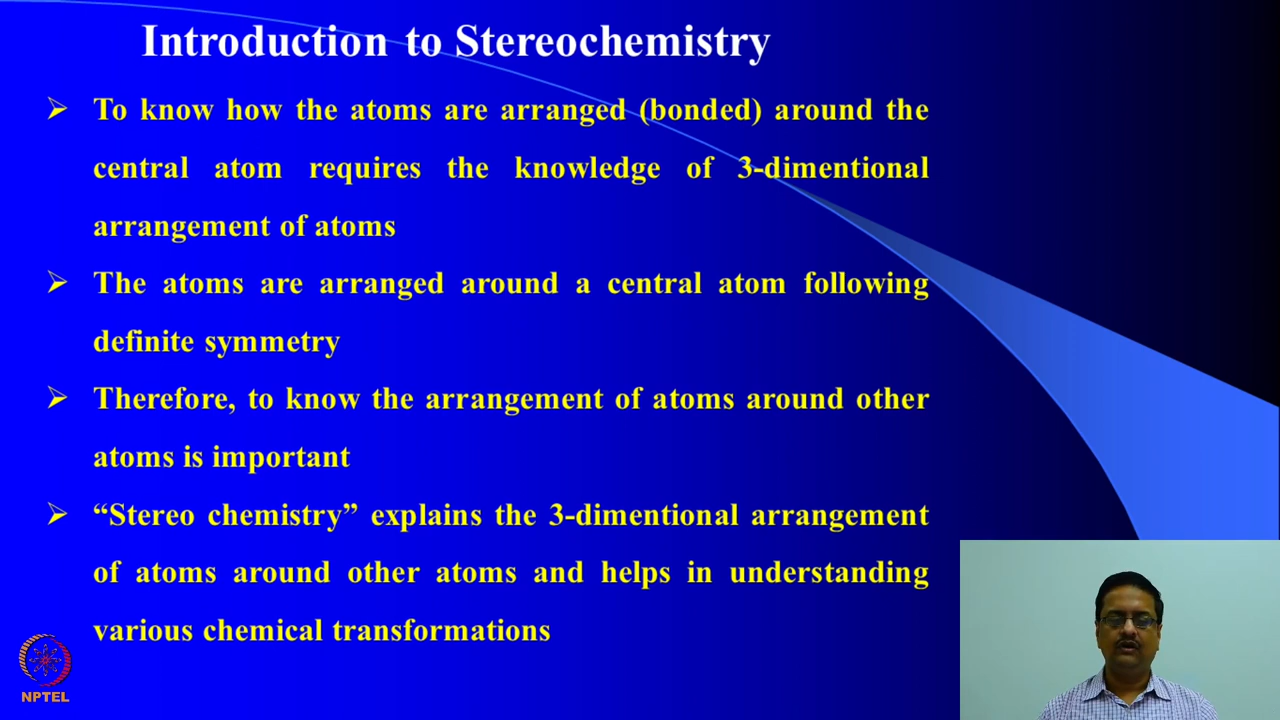 Introduction to Stereochemistry
➢ To know how the atoms are arranged (bonded) around the
central atom requires the knowledge of 3-dimentional
arrangement of atoms
➢ The atoms are arranged around a central atom following
definite symmetry
➢ Therefore, to know the arrangement of atoms around other
atoms is important
➢ “Stereo chemistry” explains the 3-dimentional arrangement
of atoms around other atoms and helps in understanding
various chemical transformations
NPTEL